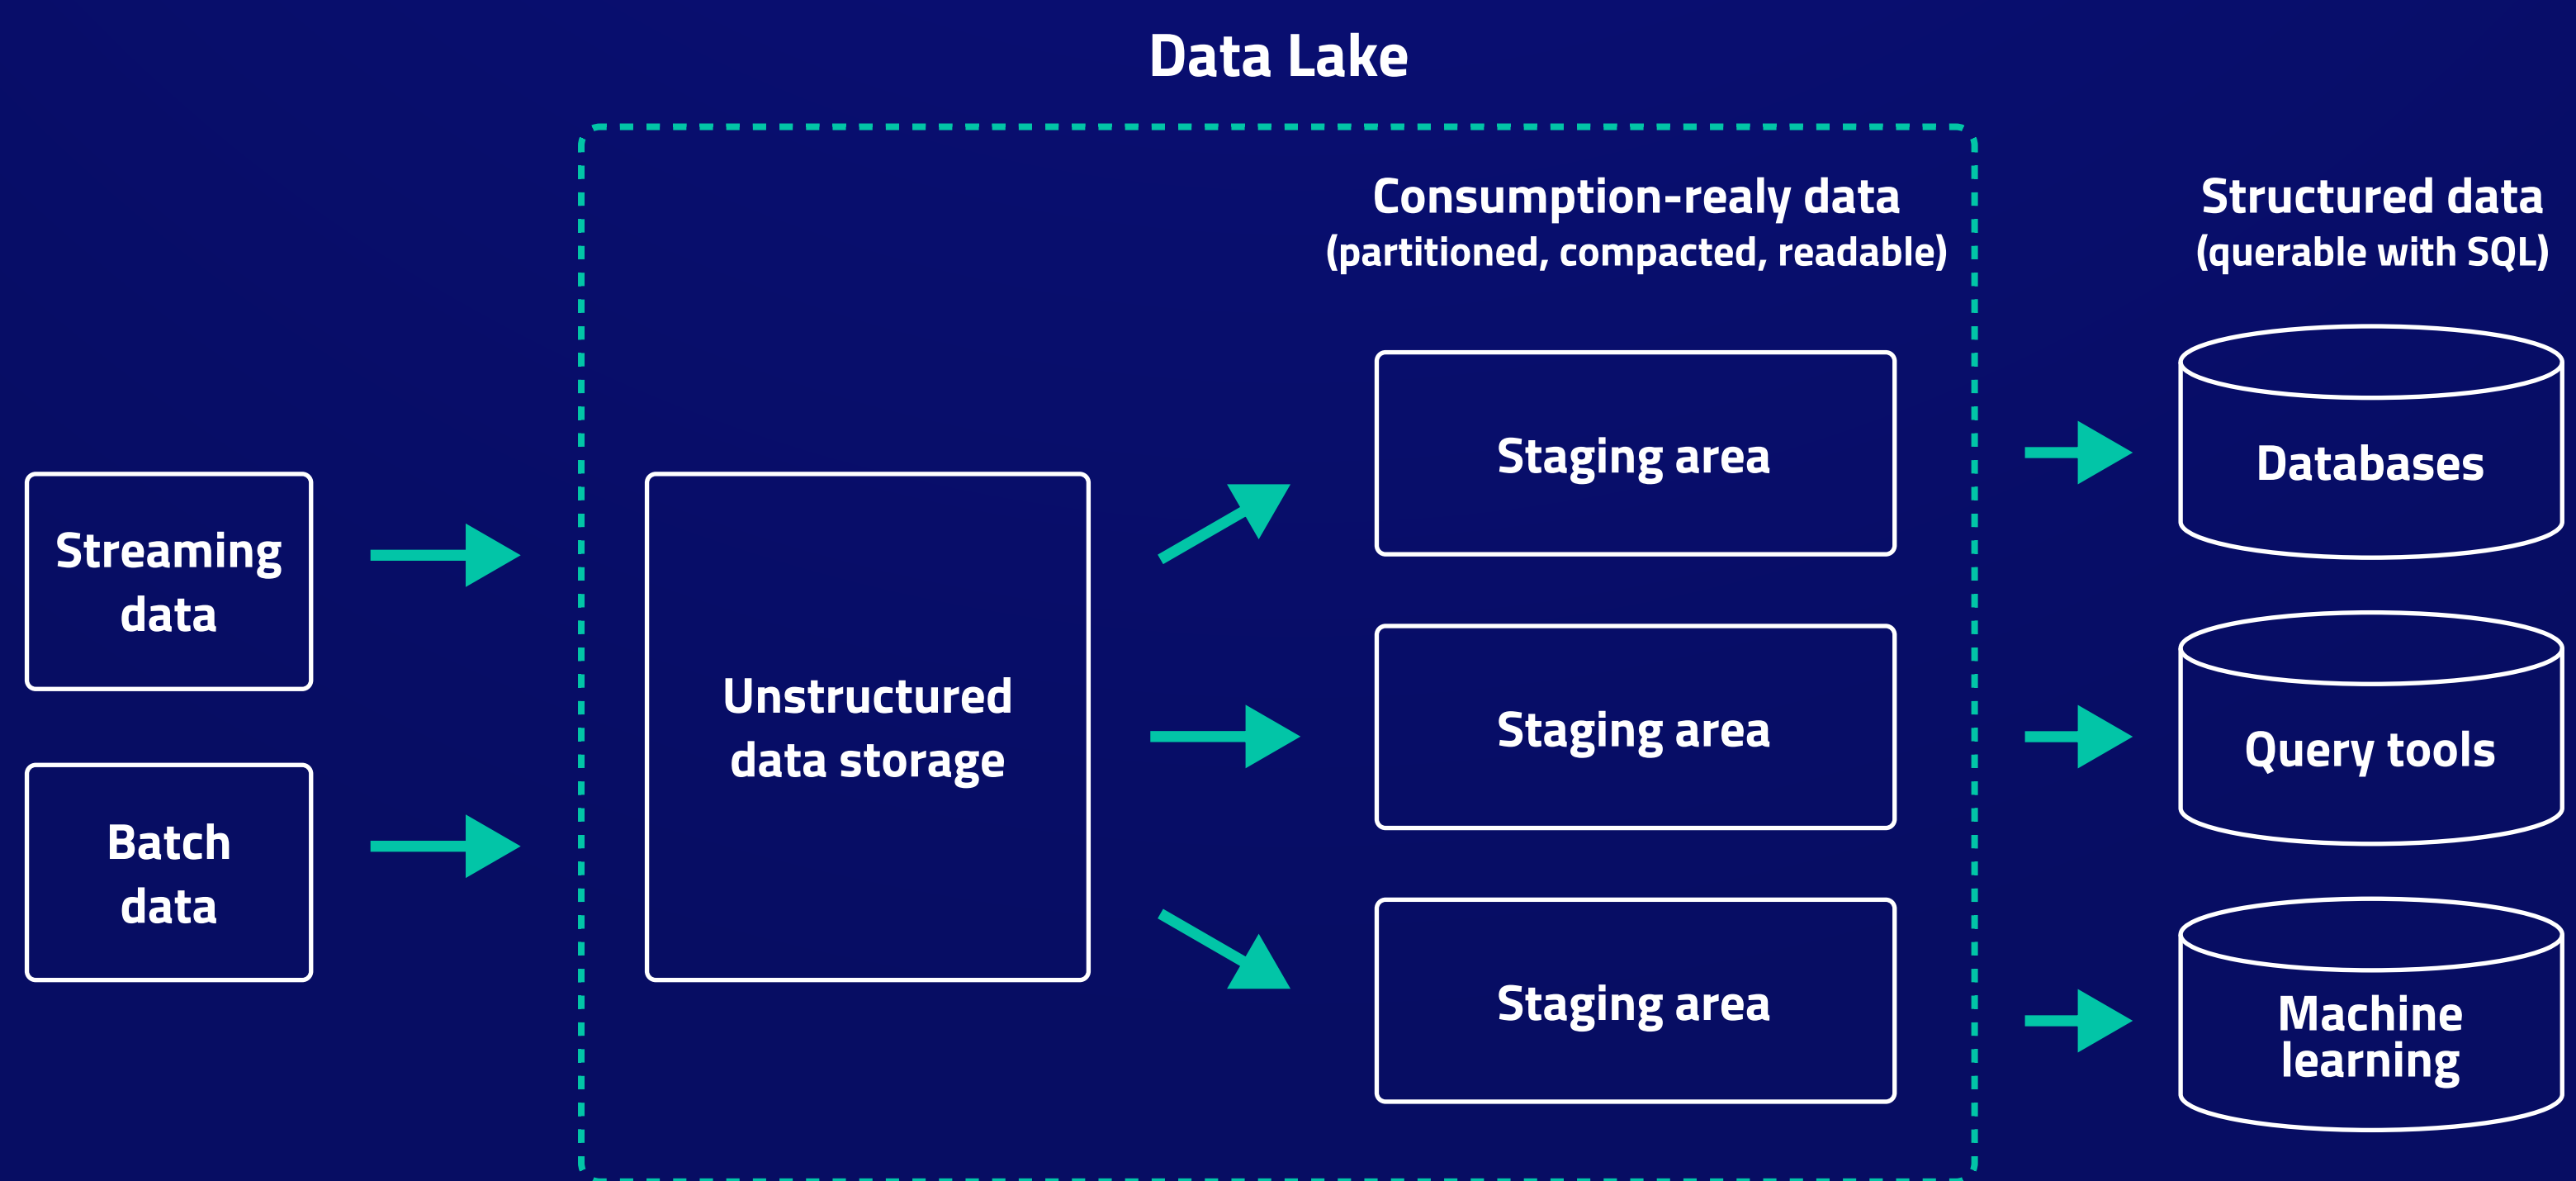 Data Lake
Consumption-realy data
(partitioned, compacted, readable)
Structured data
(querable with SQL)
Streaming
data
Batch
data
Unstructured
data storage
Staging area
Staging area
Staging area
Databases
Query tools
Machine
learning